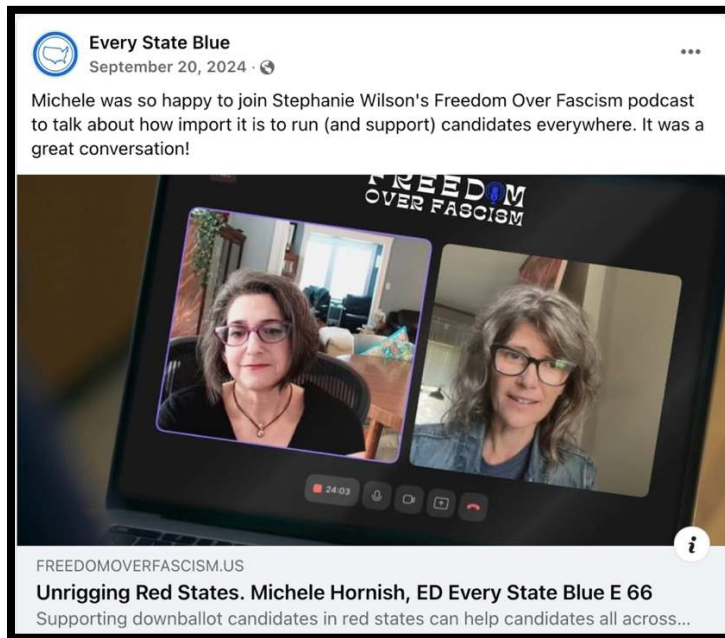 Every State Blue
September 20, 2024 ·
Michele was so happy to join Stephanie Wilson's Freedom Over Fascism podcast
to talk about how import it is to run (and support) candidates everywhere. It was a
great conversation!
FREEDOM
OVER FASCISM
24:03
i
FREEDOMOVERFASCISM.US
Unrigging Red States. Michele Hornish, ED Every State Blue E 66
Supporting downballot candidates in red states can help candidates all across...